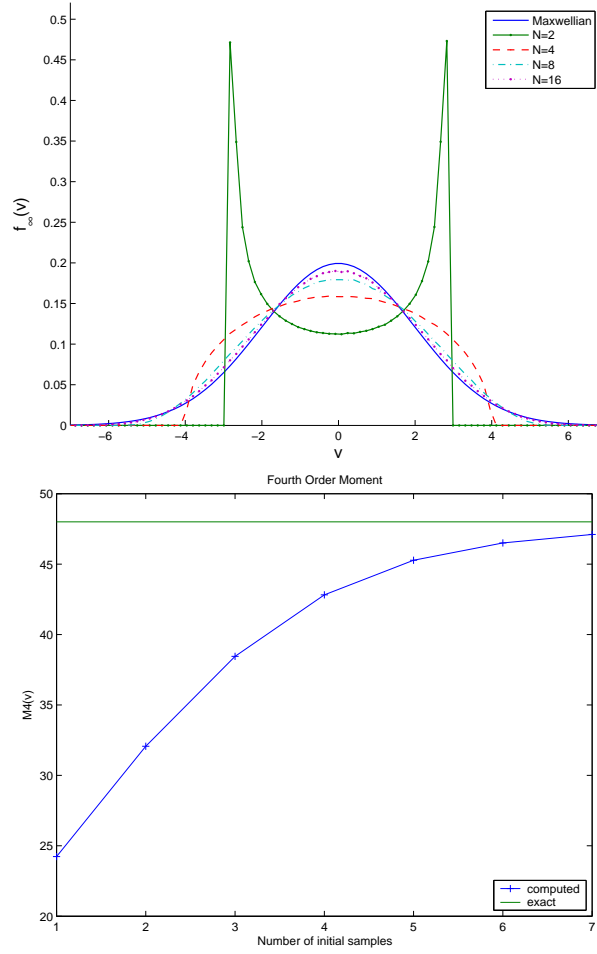 0.5
0.45
0.4
0.35
0.3
0.25
0.2
0.15
0.1
0.05
0
f∞(v)
−6
−4
−2
0
2
4
6
v
Maxwellian
N=2
N=4
N=8
N=16
Fourth Order Moment
50
45
40
35
30
25
20
M4(v)
1
2
3
4
5
6
7
Number of initial samples
computed
exact